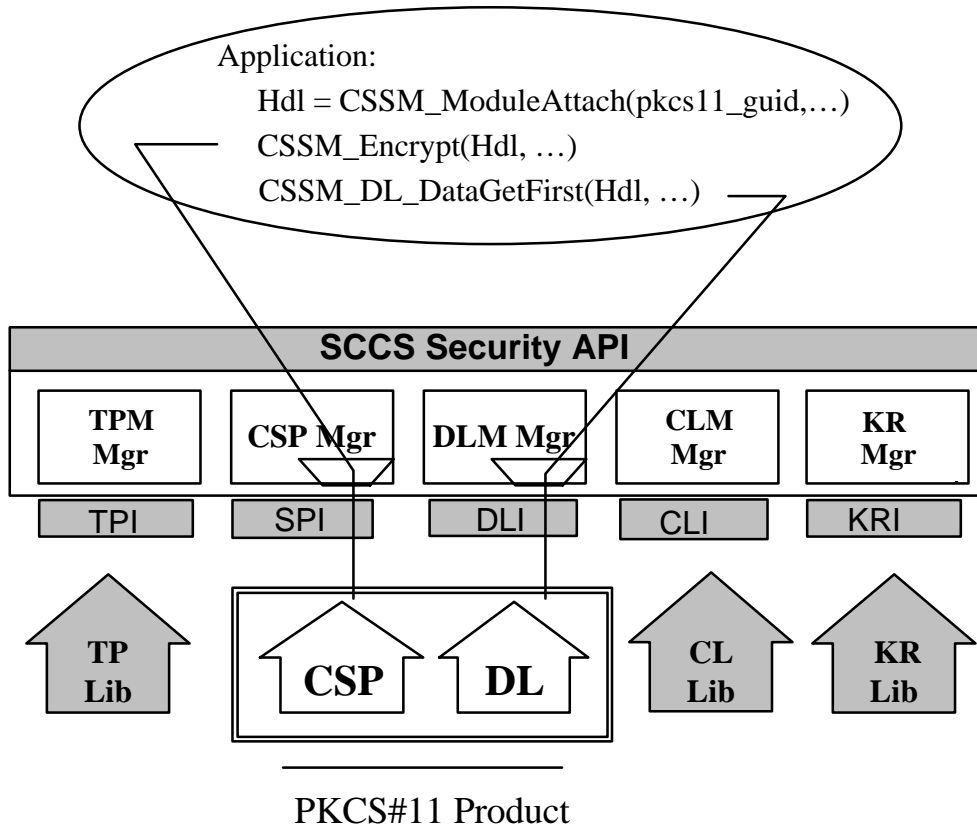 Application:
Hdl = CSSM_ModuleAttach(pkcs11_guid,…)
CSSM_Encrypt(Hdl, …)
CSSM_DL_DataGetFirst(Hdl, …)
SCCS Security API
TPM
Mgr
CSP Mgr
DLM Mgr
CLM
Mgr
KR
Mgr
TPI
SPI
DLI
CLI
KRI
TP
Lib
CSP
DL
CL
Lib
KR
Lib
PKCS#11 Product